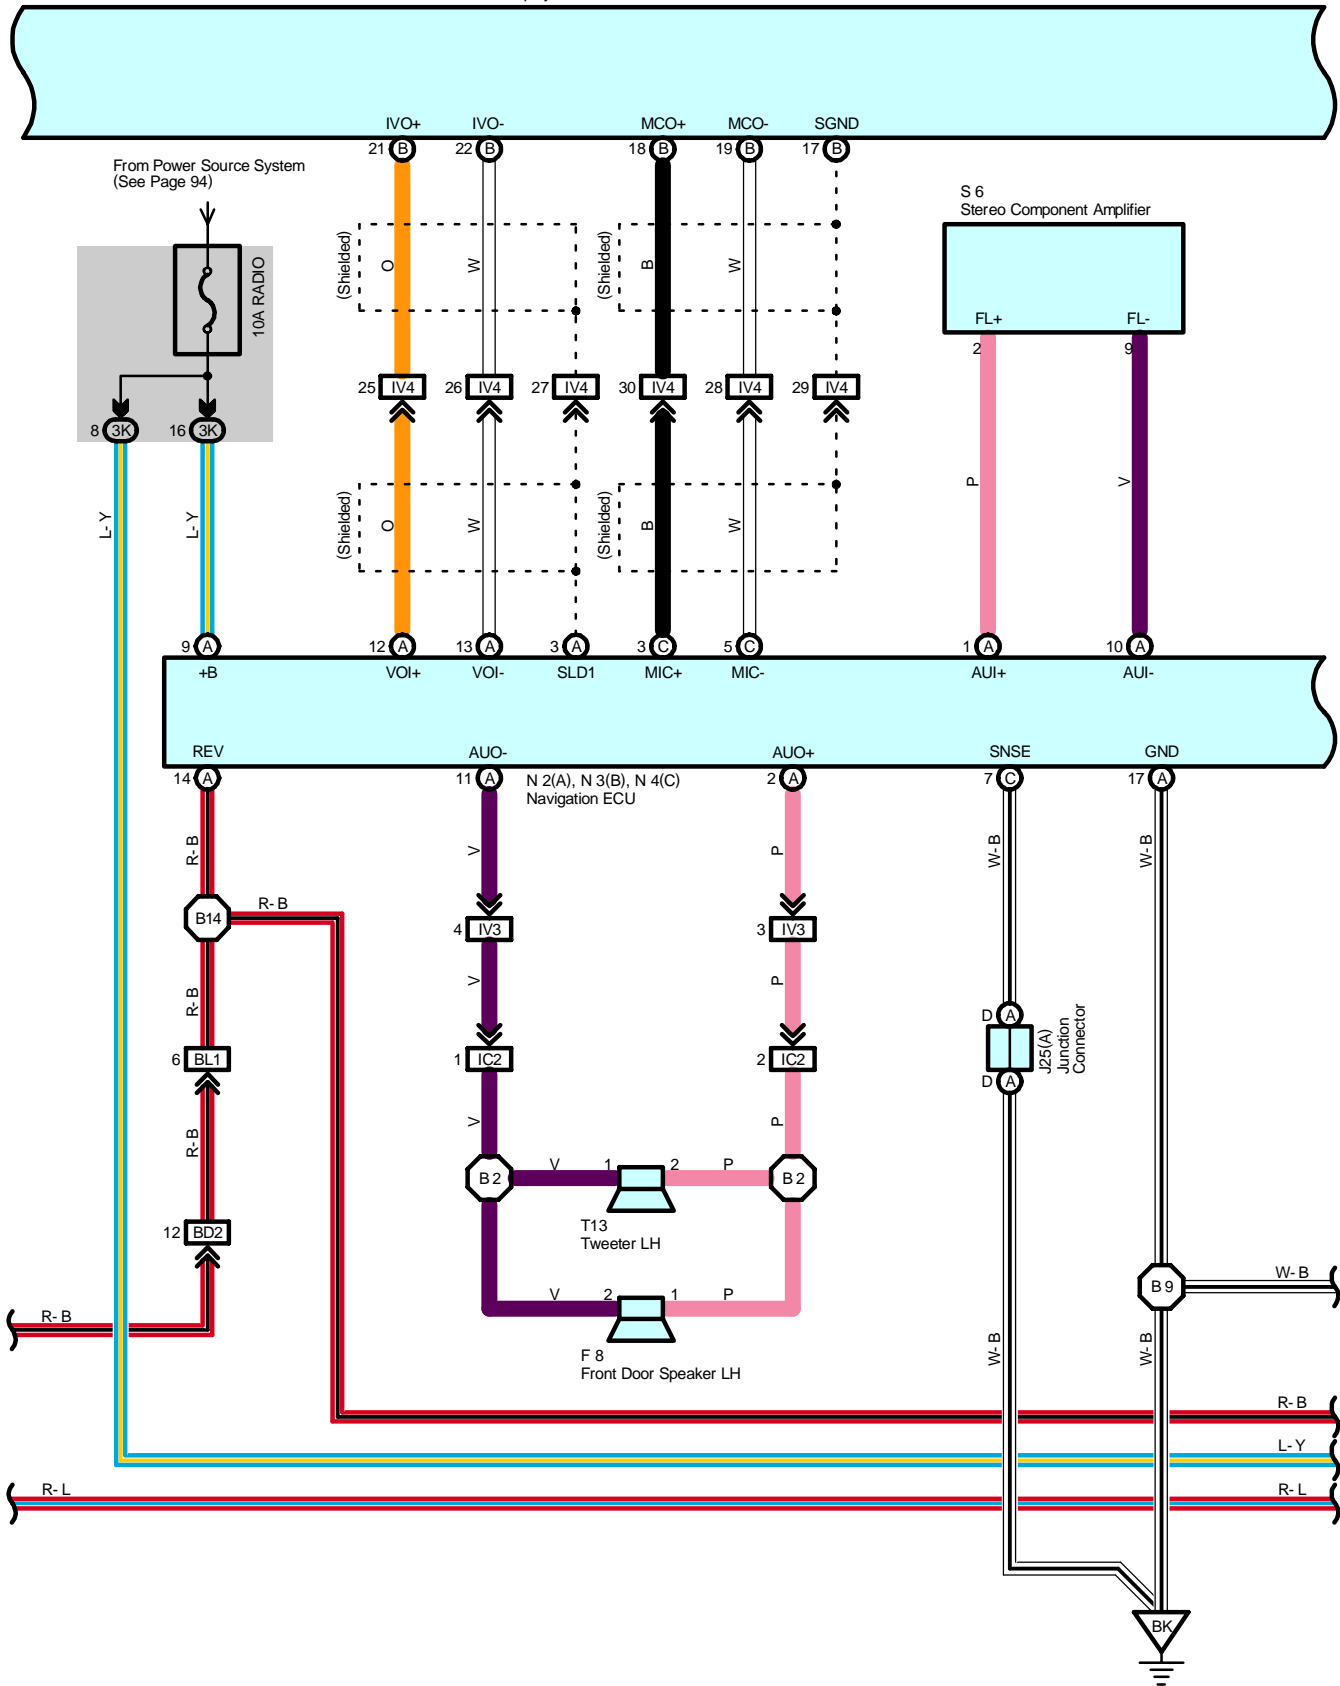 IVO+ IVO- MCO+ MCO- SGND
21 B 22 B 18 B 19 B 17 B
From Power Source System
(See Page 94)
S 6
Stereo Component Amplifier
10A RADIO
(Shielded) O W (Shielded) B W
FL+ FL-
2 9
25 IV4 26 IV4 27 IV4 30 IV4 28 IV4 29 IV4
8 3K 16 3K
L-Y L-Y
(Shielded) O W (Shielded) B W
P V
9 A 12 A 13 A 3 A 3 C 5 C 1 A 10 A
+B VOI+ VOI- SLD1 MIC+ MIC- AUI+ AUI-
REV AUO- AUO+ SNSE GND
14 A 11 A 2 A 7 C 17 A
N 2(A), N 3(B), N 4(C)
Navigation ECU
R-B V P W-B W-B
B14 R-B
4 IV3 3 IV3
R-B V P
D A
J25(A)
Junction
Connector
D A
6 BL1 1 IC2 2 IC2
R-B V P
B 2 V 1 2 P B 2
T13
Tweeter LH
12 BD2
B 9 W-B
V 2 1 P
R-B
F 8
Front Door Speaker LH
W-B W-B
R-B
L-Y
R-L R-L
BK